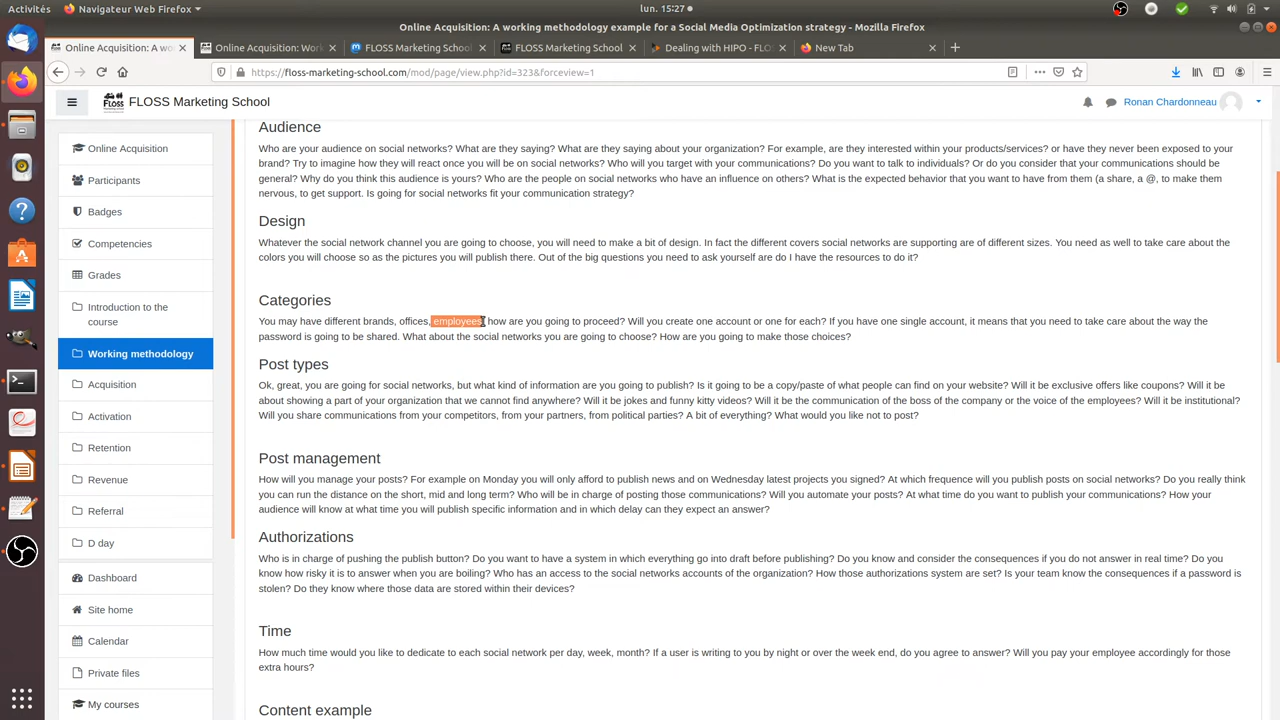 Activités
Navigateur Web Firefox
lun. 15:27
Online Acquisition: A working methodology example for a Social Media Optimization strategy - Mozilla Firefox
Online Acquisition: A wo
Online Acquisition: Work
FLOSS Marketing School
FLOSS Marketing School
Dealing with HIPO - FLOS
New Tab
https://floss-marketing-school.com/mod/page/view.php?id=323&forceview=1
FLOSS Marketing School
Ronan Chardonneau
Online Acquisition
Participants
Badges
Competencies
Grades
Introduction to the
course
Working methodology
Acquisition
Activation
Retention
Revenue
Referral
D day
Dashboard
Site home
Calendar
Private files
My courses
Audience
Who are your audience on social networks? What are they saying? What are they saying about your organization? For example, are they interested within your products/services? or have they never been exposed to your
brand? Try to imagine how they will react once you will be on social networks? Who will you target with your communications? Do you want to talk to individuals? Or do you consider that your communications should be
general? Why do you think this audience is yours? Who are the people on social networks who have an influence on others? What is the expected behavior that you want to have from them (a share, a @, to make them
nervous, to get support. Is going for social networks fit your communication strategy?
Design
Whatever the social network channel you are going to choose, you will need to make a bit of design. In fact the different covers social networks are supporting are of different sizes. You need as well to take care about the
colors you will choose so as the pictures you will publish there. Out of the big questions you need to ask yourself are do I have the resources to do it?
Categories
You may have different brands, offices, employees, how are you going to proceed? Will you create one account or one for each? If you have one single account, it means that you need to take care about the way the
password is going to be shared. What about the social networks you are going to choose? How are you going to make those choices?
Post types
Ok, great, you are going for social networks, but what kind of information are you going to publish? Is it going to be a copy/paste of what people can find on your website? Will it be exclusive offers like coupons? Will it be
about showing a part of your organization that we cannot find anywhere? Will it be jokes and funny kitty videos? Will it be the communication of the boss of the company or the voice of the employees? Will it be institutional?
Will you share communications from your competitors, from your partners, from political parties? A bit of everything? What would you like not to post?
Post management
How will you manage your posts? For example on Monday you will only afford to publish news and on Wednesday latest projects you signed? At which frequence will you publish posts on social networks? Do you really think
you can run the distance on the short, mid and long term? Who will be in charge of posting those communications? Will you automate your posts? At what time do you want to publish your communications? How your
audience will know at what time you will publish specific information and in which delay can they expect an answer?
Authorizations
Who is in charge of pushing the publish button? Do you want to have a system in which everything go into draft before publishing? Do you know and consider the consequences if you do not answer in real time? Do you
know how risky it is to answer when you are boiling? Who has an access to the social networks accounts of the organization? How those authorizations system are set? Is your team know the consequences if a password is
stolen? Do they know where those data are stored within their devices?
Time
How much time would you like to dedicate to each social network per day, week, month? If a user is writing to you by night or over the week end, do you agree to answer? Will you pay your employee accordingly for those
extra hours?
Content example